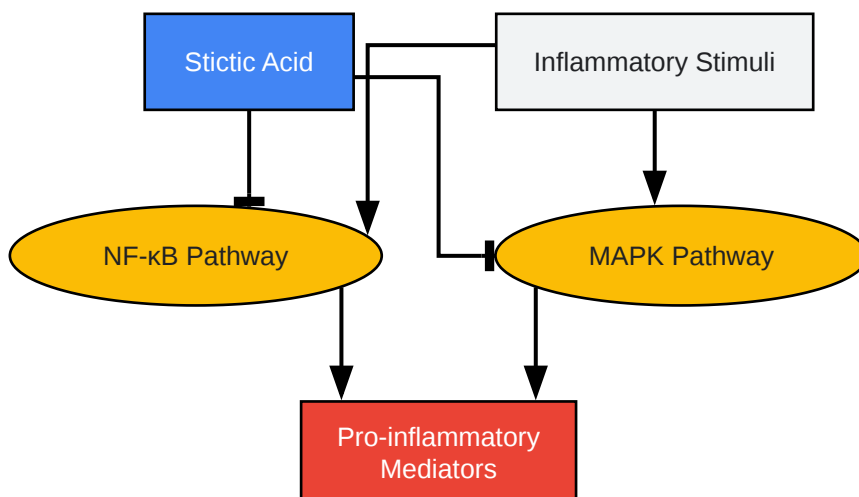 Stictic Acid
Inflammatory Stimuli
NF-κB Pathway
MAPK Pathway
Pro-inflammatory
Mediators